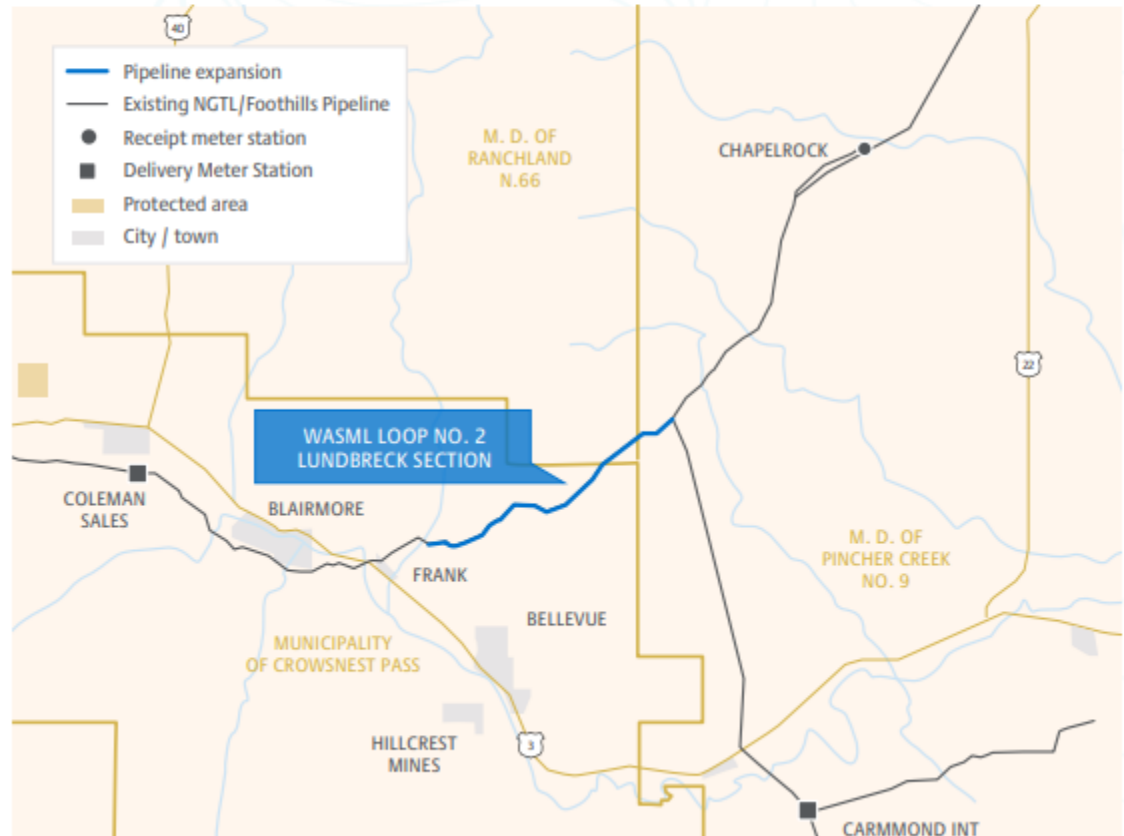 40
Pipeline expansion
Existing NGTL/Foothills Pipeline
Receipt meter station
Delivery Meter Station
Protected area
City / town
M. D. OF
RANCHLAND
N.66
CHAPELROCK
22
WASML LOOP NO. 2
LUNDBRECK SECTION
COLEMAN
SALES
BLAIRMORE
FRANK
M. D. OF
PINCHER CREEK
NO. 9
BELLEVUE
MUNICIPALITY
OF CROWSNEST PASS
HILLCREST
MINES
3
CARMMOND INT